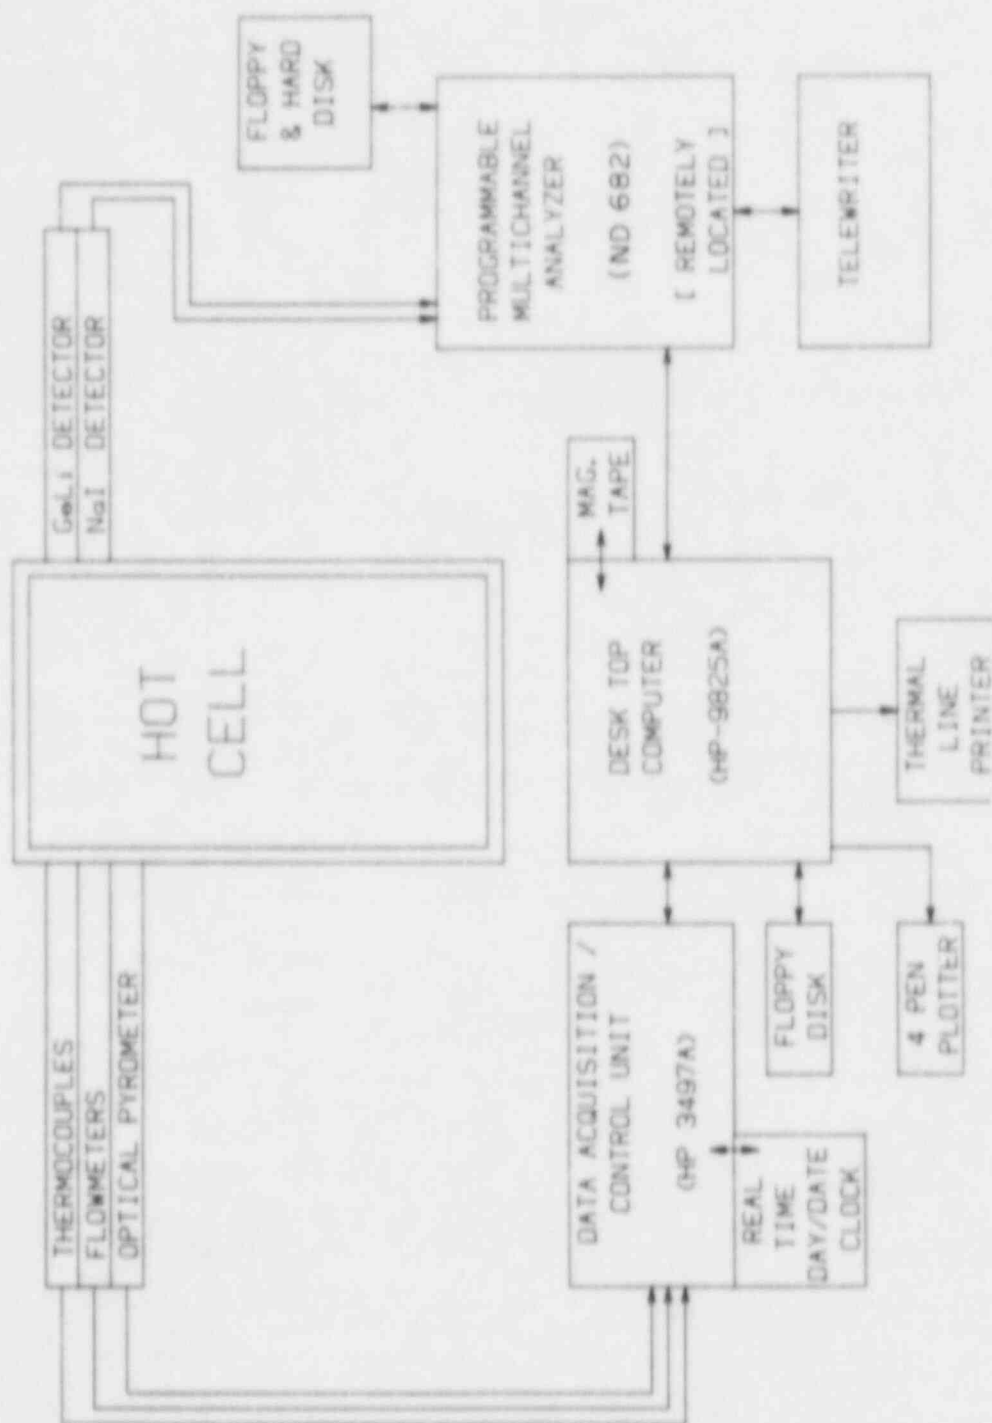 THERMOCOUPLES
FLOWMETERS
OPTICAL PYROMETER
HOT
CELL
GeLi DETECTOR
NaI DETECTOR
FLOPPY
& HARD
DISK
PROGRAMMABLE
MULTICHANNEL
ANALYZER
(ND 682)
[ REMOTELY
LOCATED ]
TELEWRITER
DATA ACQUISITION /
CONTROL UNIT
(HP 3497A)
REAL
TIME
DAY/DATE
CLOCK
DESK TOP
COMPUTER
(HP-9825A)
MAG.
TAPE
FLOPPY
DISK
4 PEN
PLOTTER
THERMAL
LINE
PRINTER